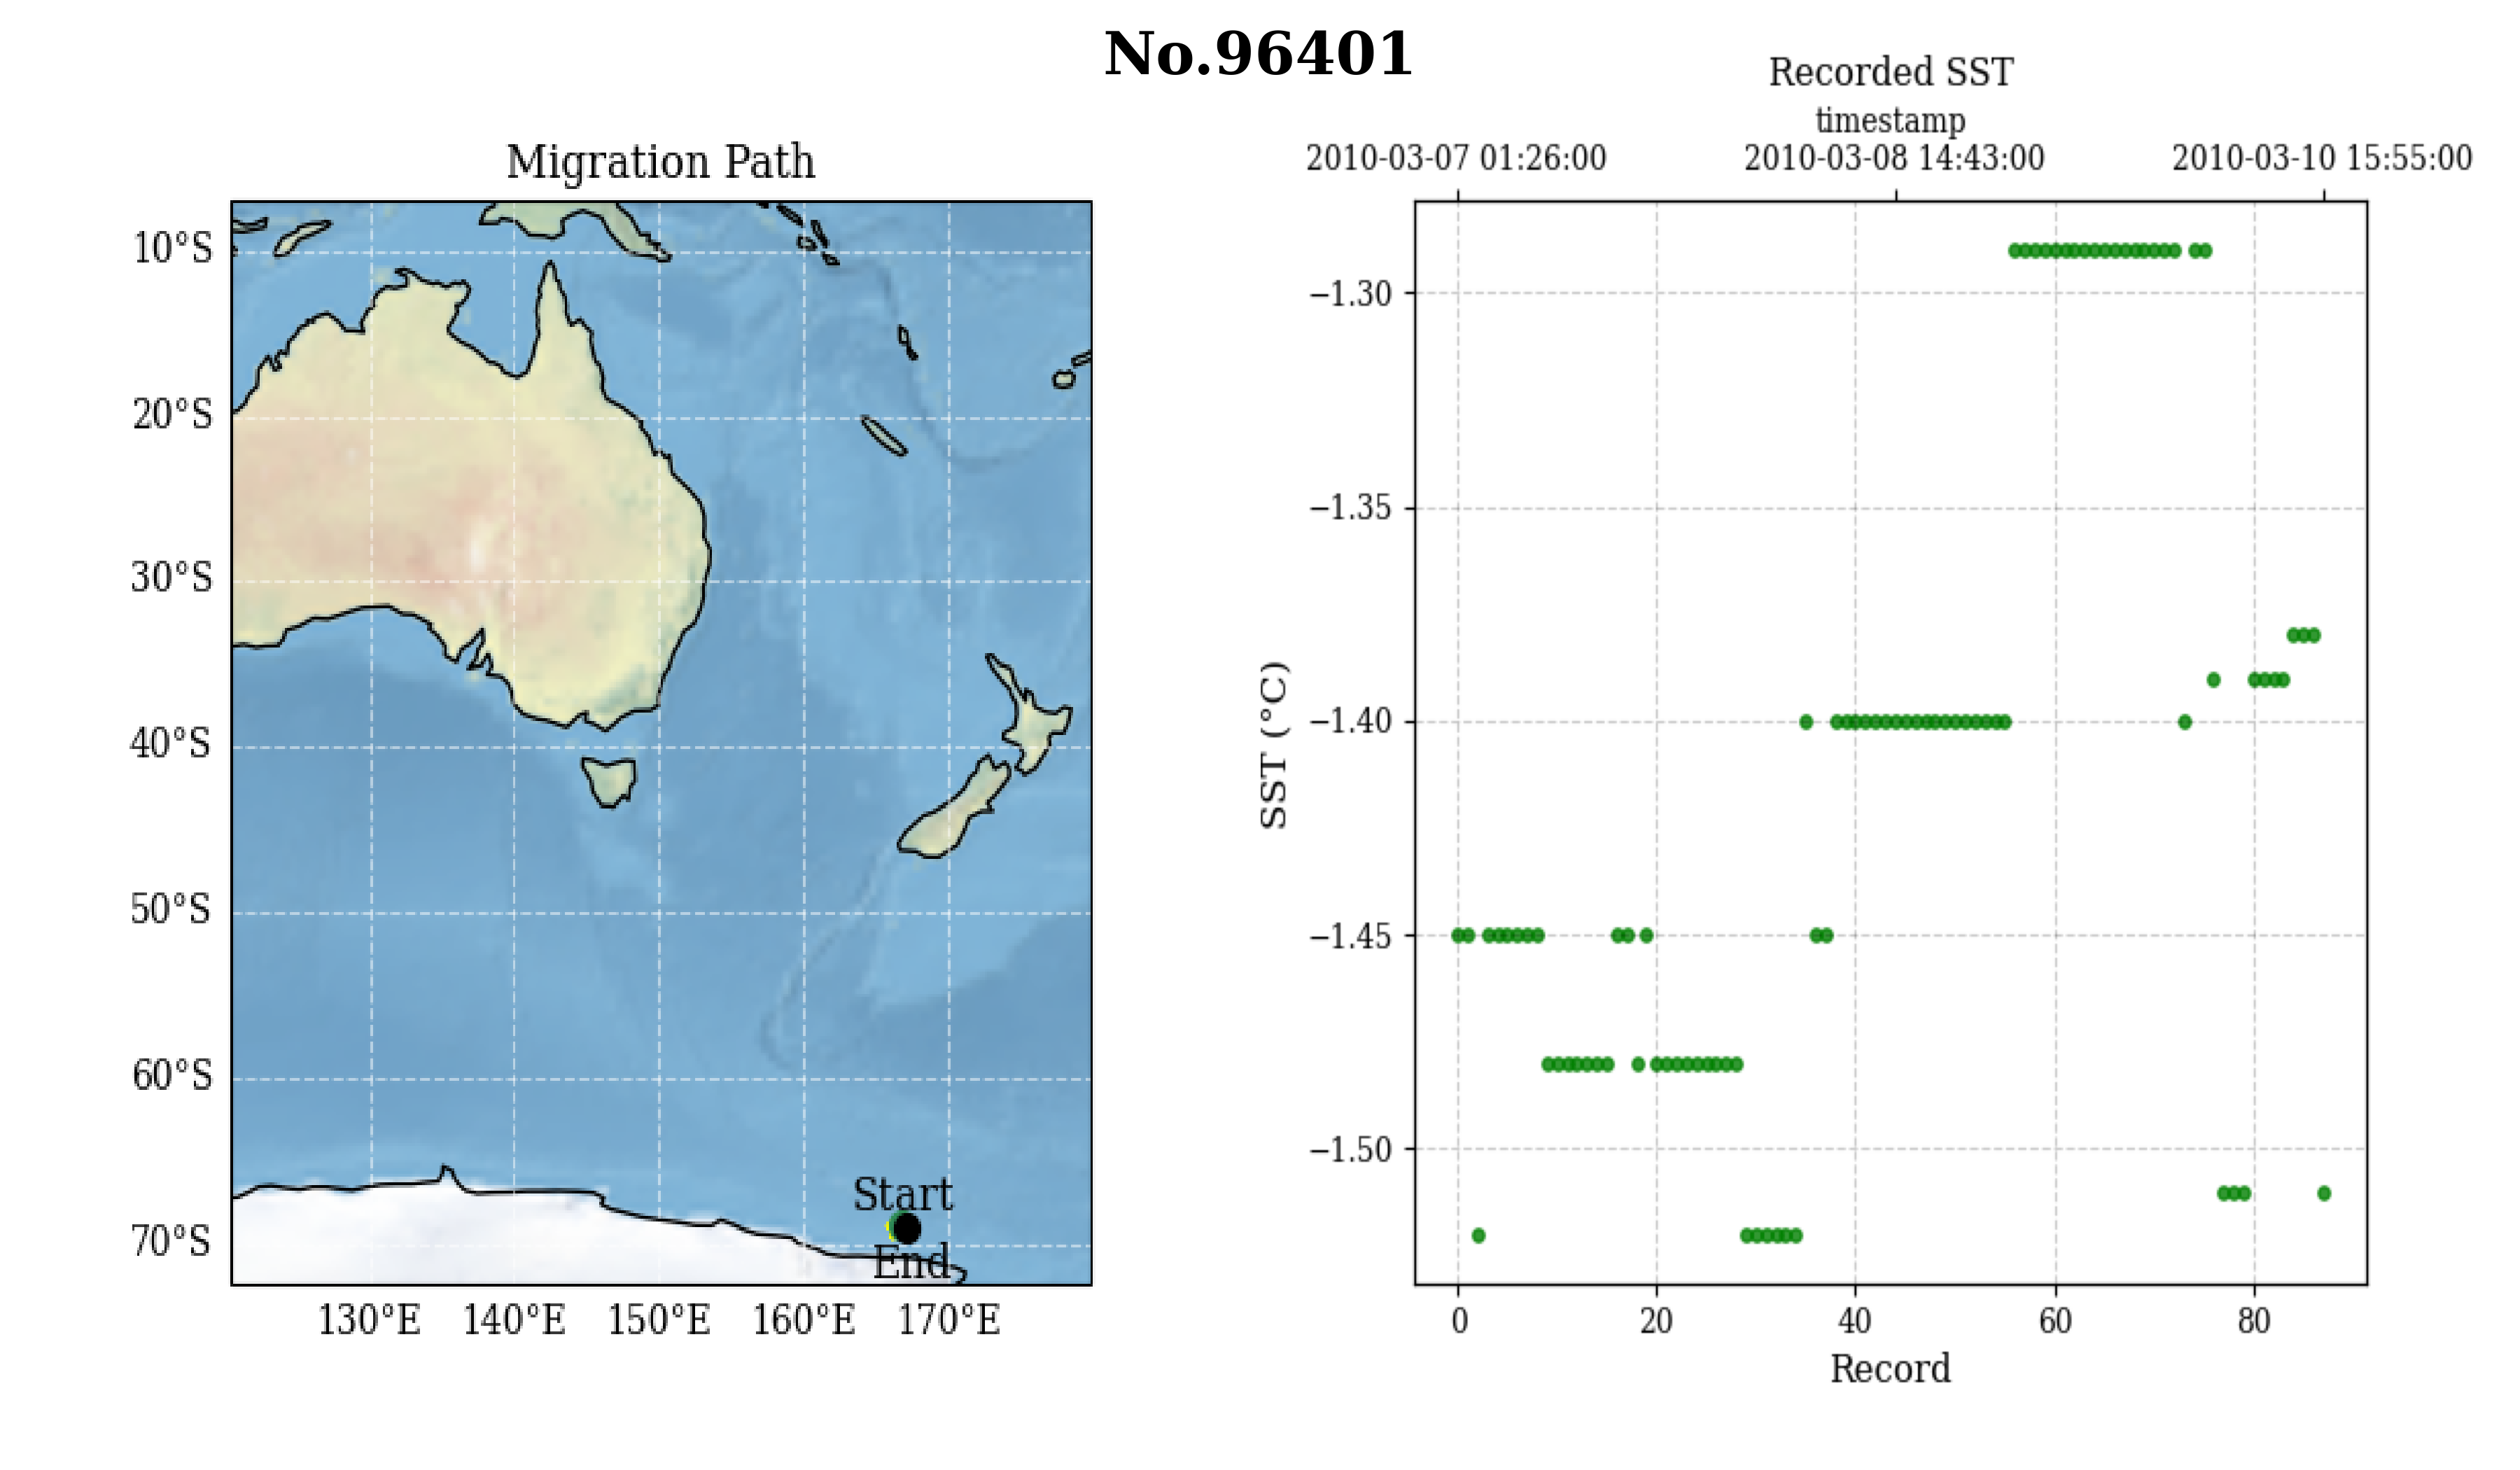 No.96401
Migration Path
10°S
20°S
30°S
40°S
50°S
60°S
70°S
130°E 140°E 150°E 160°E 170°E
Start
End
Recorded SST
timestamp
2010-03-07 01:26:00 2010-03-08 14:43:00 2010-03-10 15:55:00
SST (°C)
−1.30
−1.35
−1.40
−1.45
−1.50
0 20 40 60 80
Record